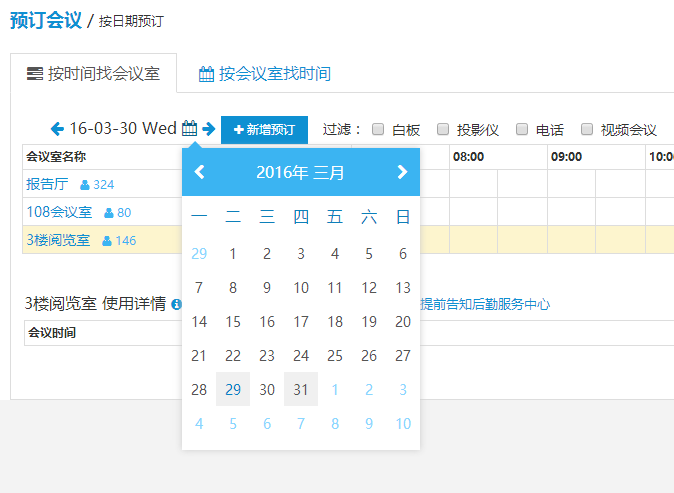 预订会议 / 按日期预订
按时间找会议室 按会议室找时间
16-03-30 Wed 新增预订 过滤： 白板 投影仪 电话 视频会议
会议室名称 08:00 09:00 10:0
报告厅 324
108会议室 80
3楼阅览室 146
2016年 三月
一 二 三 四 五 六 日
29 1 2 3 4 5 6
7 8 9 10 11 12 13
14 15 16 17 18 19 20
21 22 23 24 25 26 27
28 29 30 31 1 2 3
4 5 6 7 8 9 10
3楼阅览室 使用详情 提前告知后勤服务中心
会议时间